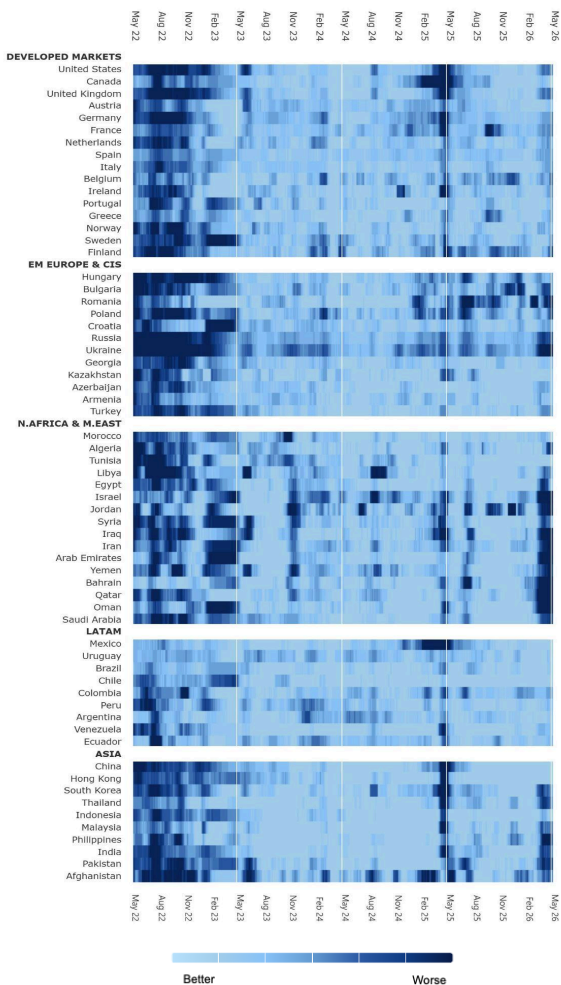 May 22 Aug 22 Nov 22 Feb 23 May 23 Aug 23 Nov 23 Feb 24 May 24 Aug 24 Nov 24 Feb 25 May 25 Aug 25 Nov 25 Feb 26 May 26
DEVELOPED MARKETS
United States
Canada
United Kingdom
Austria
Germany
France
Netherlands
Spain
Italy
Belgium
Ireland
Portugal
Greece
Norway
Sweden
Finland
EM EUROPE & CIS
Hungary
Bulgaria
Romania
Poland
Croatia
Russia
Ukraine
Georgia
Kazakhstan
Azerbaijan
Armenia
Turkey
N.AFRICA & M.EAST
Morocco
Algeria
Tunisia
Libya
Egypt
Israel
Jordan
Syria
Iraq
Iran
Arab Emirates
Yemen
Bahrain
Qatar
Oman
Saudi Arabia
LATAM
Mexico
Uruguay
Brazil
Chile
Colombia
Peru
Argentina
Venezuela
Ecuador
ASIA
China
Hong Kong
South Korea
Thailand
Indonesia
Malaysia
Philippines
India
Pakistan
Afghanistan
May 22 Aug 22 Nov 22 Feb 23 May 23 Aug 23 Nov 23 Feb 24 May 24 Aug 24 Nov 24 Feb 25 May 25 Aug 25 Nov 25 Feb 26 May 26
Better Worse